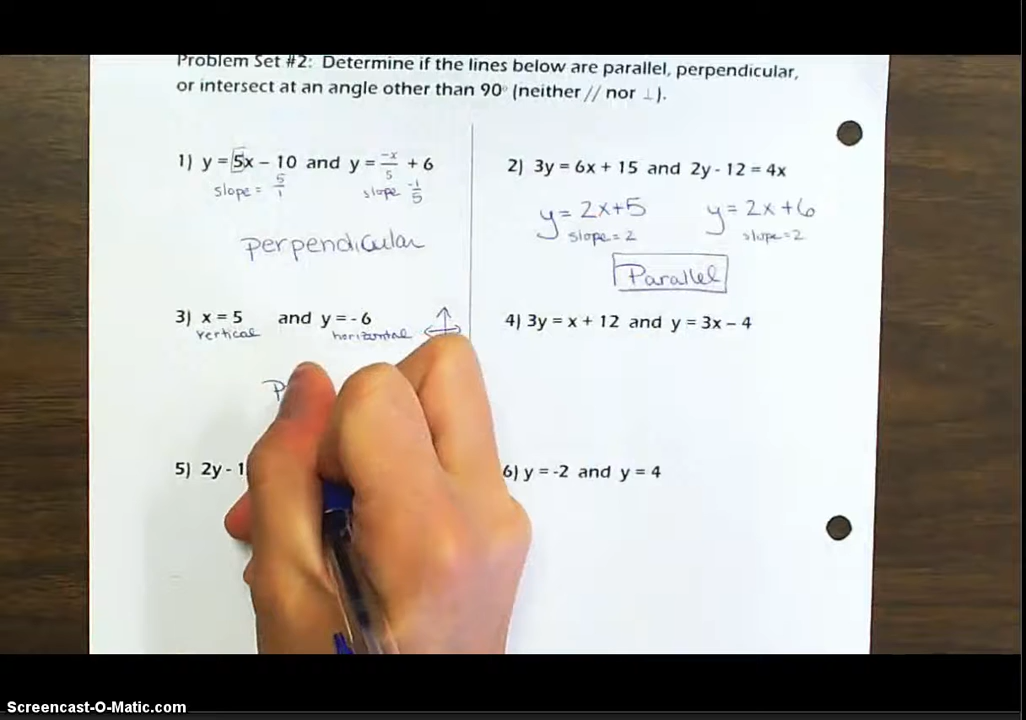 Problem Set #2: Determine if the lines below are parallel, perpendicular,
or intersect at an angle other than 90° (neither // nor ⊥).
1) y = 5x – 10 and y = -x/5 + 6
slope = 5/1 slope -1/5
perpendicular
2) 3y = 6x + 15 and 2y - 12 = 4x
y = 2x+5 y = 2x+6
slope = 2 slope = 2
Parallel
3) x = 5 and y = - 6
vertical horizontal
P
4) 3y = x + 12 and y = 3x – 4
5) 2y - 1
6) y = -2 and y = 4
Screencast-O-Matic.com